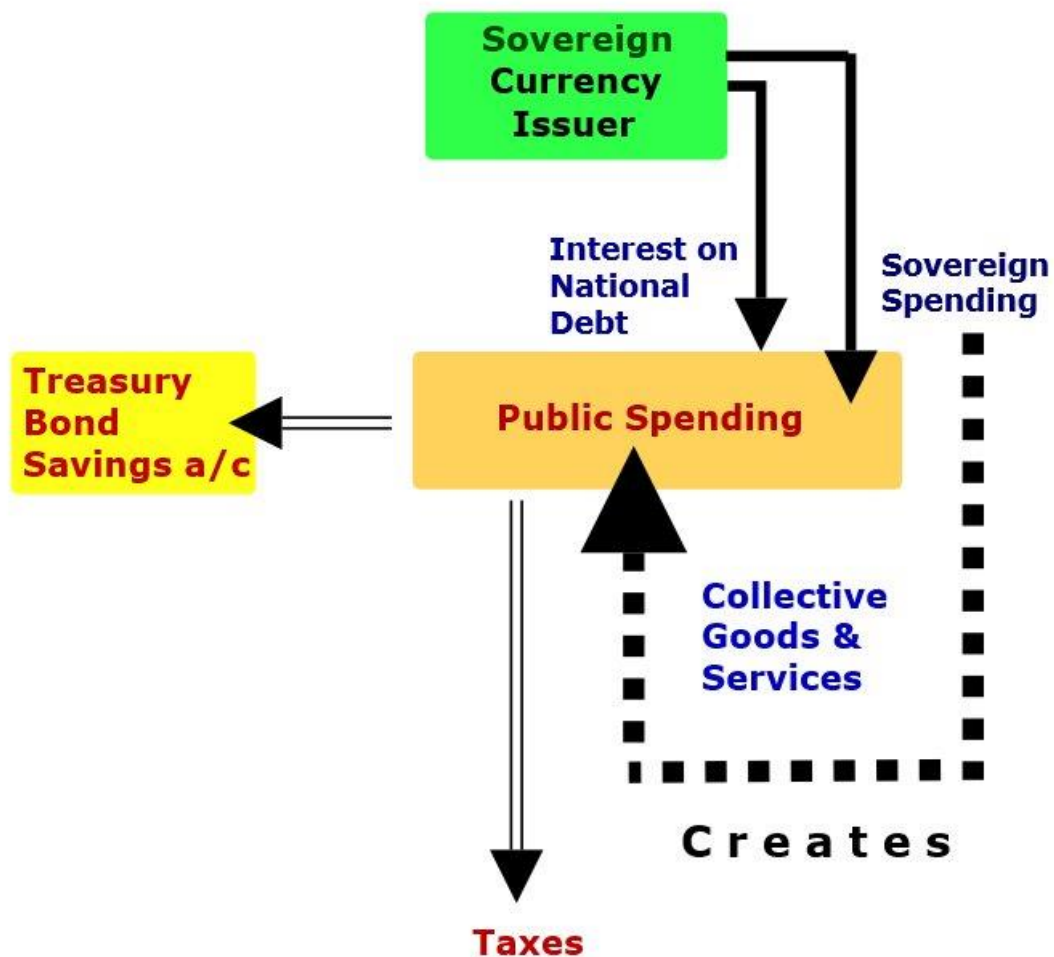 Sovereign
Currency
Issuer
Interest on
National
Debt
Sovereign
Spending
Treasury
Bond
Savings a/c
Public Spending
Collective
Goods &
Services
Creates
Taxes